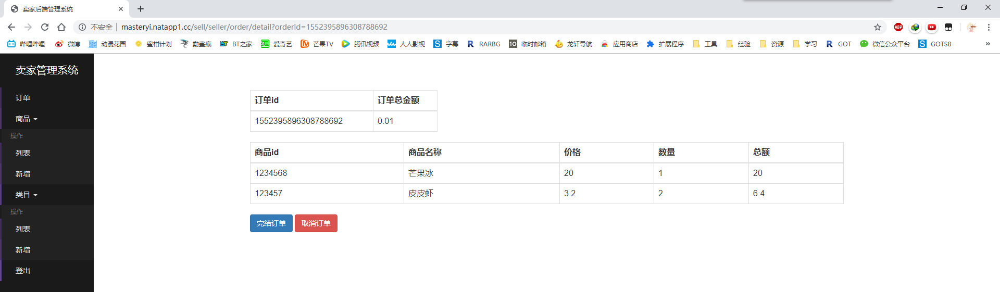 卖家后端管理系统
不安全 masteryi.natapp1.cc/sell/seller/order/detail?orderId=1552395896308788692
ABP
哔哩哔哩 微博 动漫花园 蜜柑计划 動畫瘋 BT之家 爱奇艺 芒果TV 腾讯视频 人人影视 字幕 RARBG 临时邮箱 龙轩导航 应用商店 扩展程序 工具 经验 资源 学习 GOT 微信公众平台 GOTS8 »
卖家管理系统
订单
商品
操作
列表
新增
类目
操作
列表
新增
登出
订单id 订单总金额
1552395896308788692 0.01
商品id 商品名称 价格 数量 总额
1234568 芒果冰 20 1 20
123457 皮皮虾 3.2 2 6.4
完结订单 取消订单